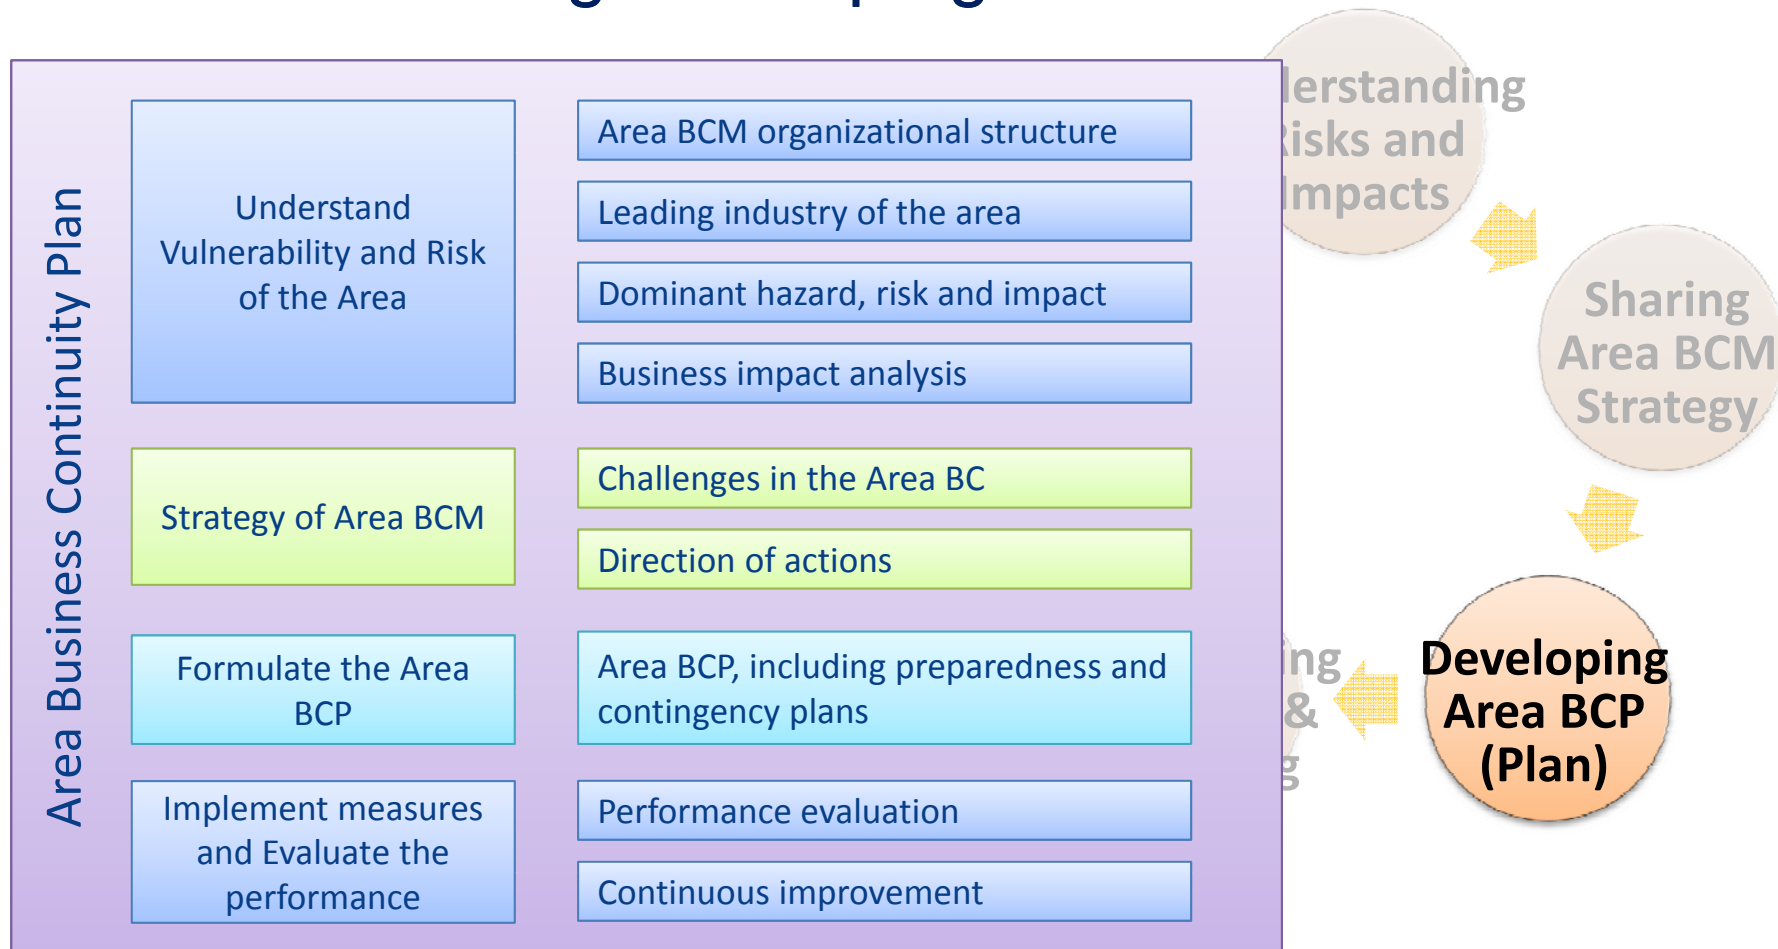 Area Business Continuity Plan
Understand
Vulnerability and Risk
of the Area
Area BCM organizational structure
Leading industry of the area
Dominant hazard, risk and impact
Business impact analysis
Strategy of Area BCM
Challenges in the Area BC
Direction of actions
Formulate the Area
BCP
Area BCP, including preparedness and
contingency plans
Implement measures
and Evaluate the
performance
Performance evaluation
Continuous improvement
derstanding
Risks and
Impacts
Sharing
Area BCM
Strategy
Developing
Area BCP
(Plan)
ing
&
g